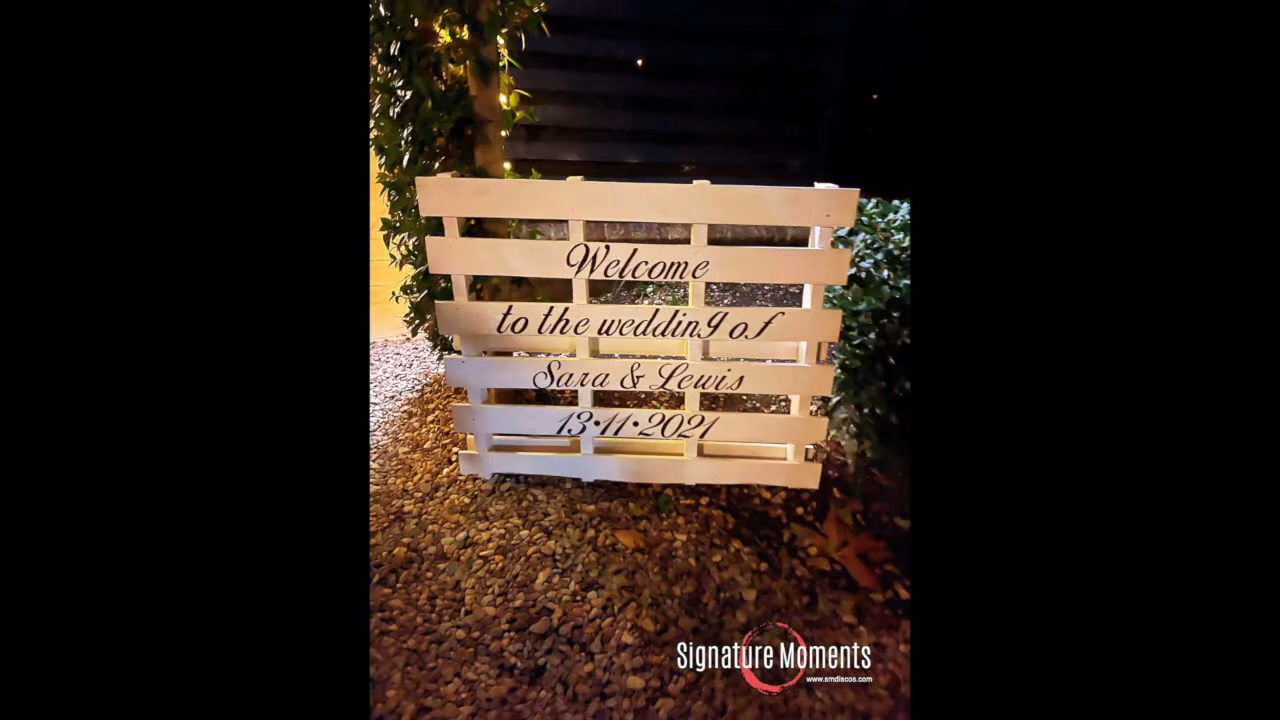 Welcome
to the wedding of
Sara & Lewis
13•11•2021
Signature Moments
www.smdiscos.com